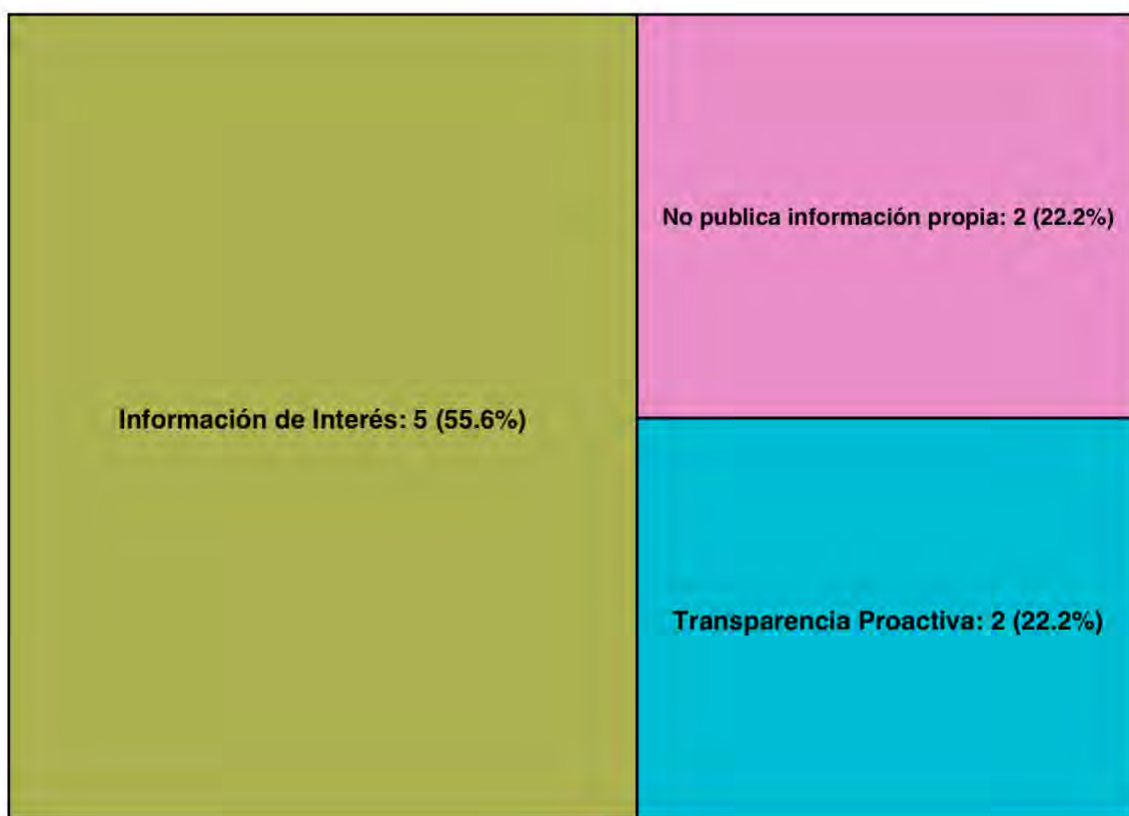 No publica información propia: 2 (22.2%)
Información de Interés: 5 (55.6%)
Transparencia Proactiva: 2 (22.2%)